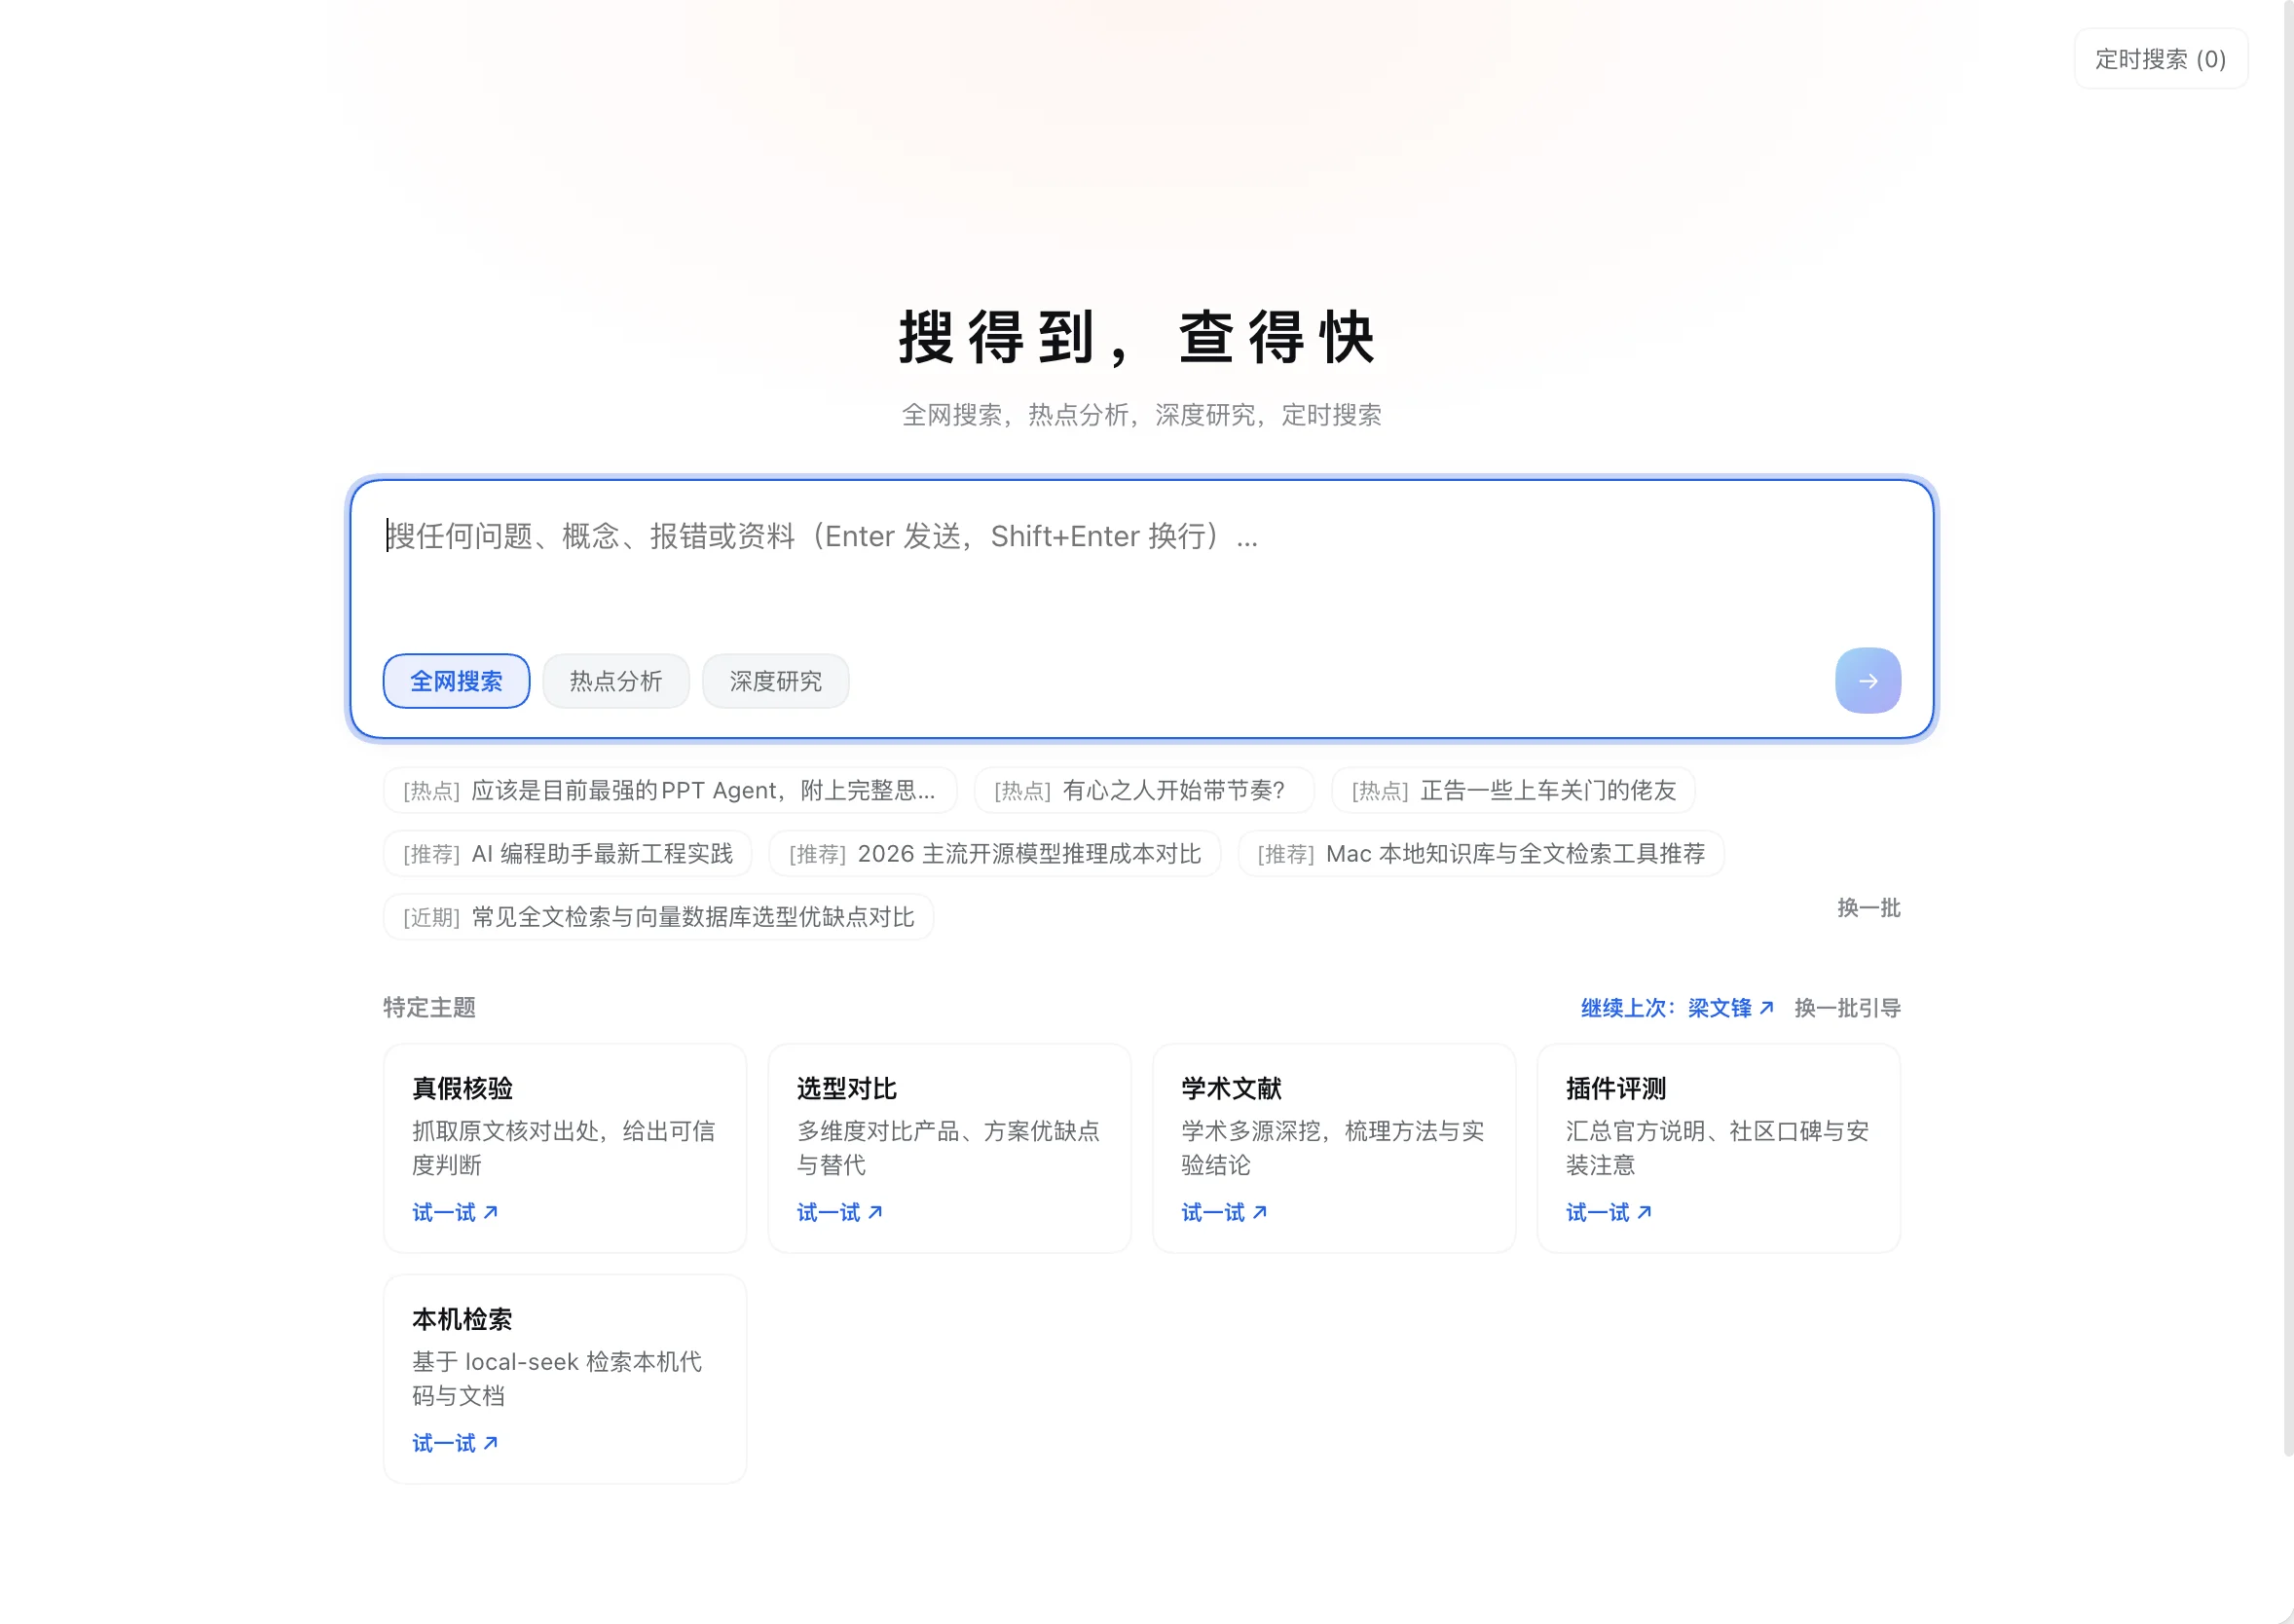 定时搜索 (0)
搜得到，查得快
全网搜索，热点分析，深度研究，定时搜索
搜任何问题、概念、报错或资料（Enter 发送，Shift+Enter 换行）...
全网搜索 热点分析 深度研究
[热点] 应该是目前最强的PPT Agent，附上完整思... [热点] 有心之人开始带节奏？ [热点] 正告一些上车关门的佬友
[推荐] AI 编程助手最新工程实践 [推荐] 2026 主流开源模型推理成本对比 [推荐] Mac 本地知识库与全文检索工具推荐
[近期] 常见全文检索与向量数据库选型优缺点对比 换一批
特定主题 继续上次：梁文锋 ↗ 换一批引导
真假核验
抓取原文核对出处，给出可信
度判断
试一试 ↗
选型对比
多维度对比产品、方案优缺点
与替代
试一试 ↗
学术文献
学术多源深挖，梳理方法与实
验结论
试一试 ↗
插件评测
汇总官方说明、社区口碑与安
装注意
试一试 ↗
本机检索
基于 local-seek 检索本机代
码与文档
试一试 ↗